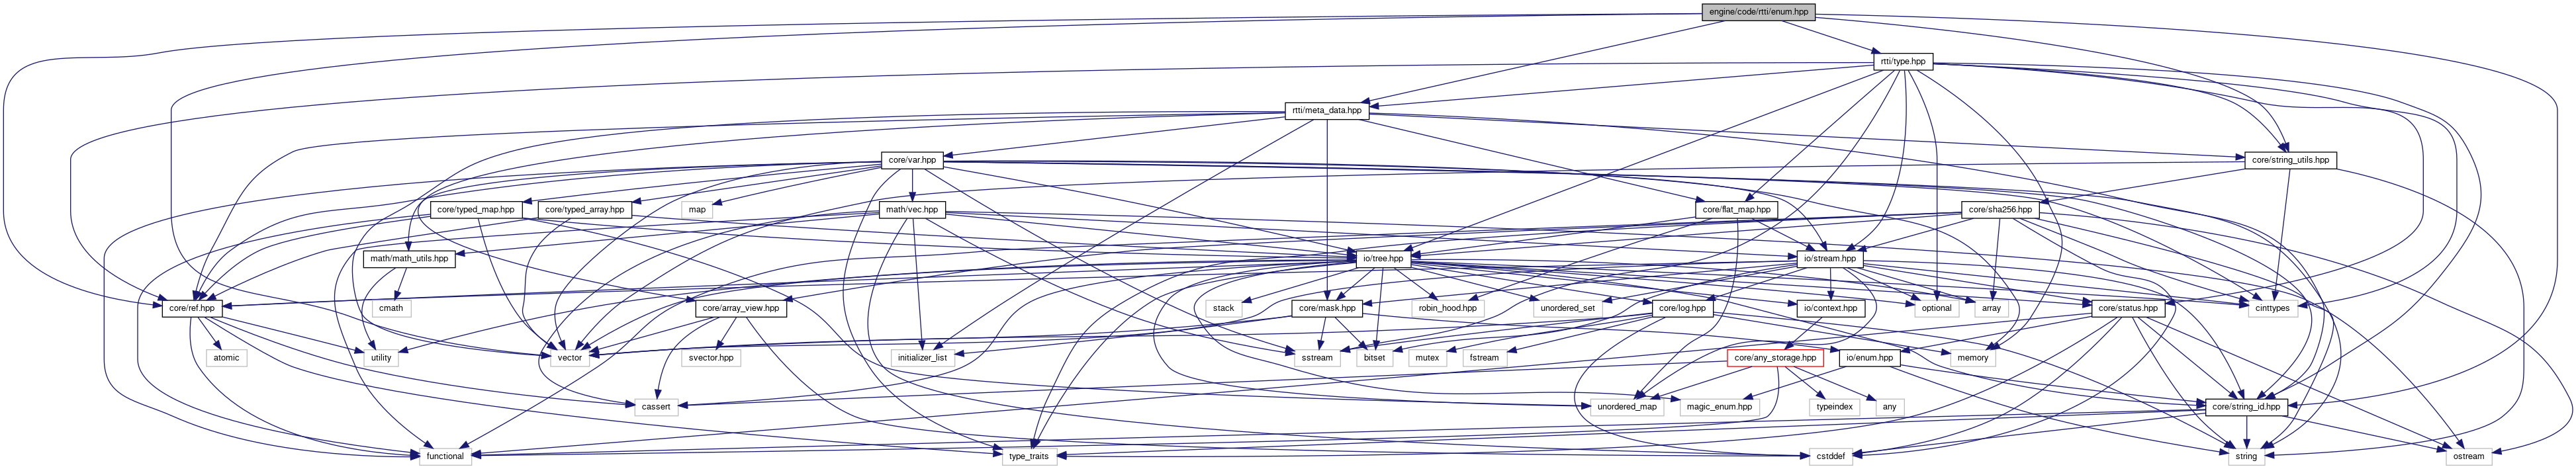 engine/code/rtti/enum.hpp
rtti/type.hpp
rtti/meta_data.hpp
core/var.hpp
core/string_utils.hpp
core/typed_map.hpp
core/typed_array.hpp
map
math/vec.hpp
core/flat_map.hpp
core/sha256.hpp
math/math_utils.hpp
io/tree.hpp
io/stream.hpp
core/ref.hpp
cmath
core/array_view.hpp
stack
core/mask.hpp
robin_hood.hpp
unordered_set
core/log.hpp
io/context.hpp
optional
array
core/status.hpp
cinttypes
atomic
utility
vector
svector.hpp
initializer_list
sstream
bitset
mutex
fstream
core/any_storage.hpp
io/enum.hpp
memory
cassert
unordered_map
magic_enum.hpp
typeindex
any
core/string_id.hpp
functional
type_traits
cstddef
string
ostream